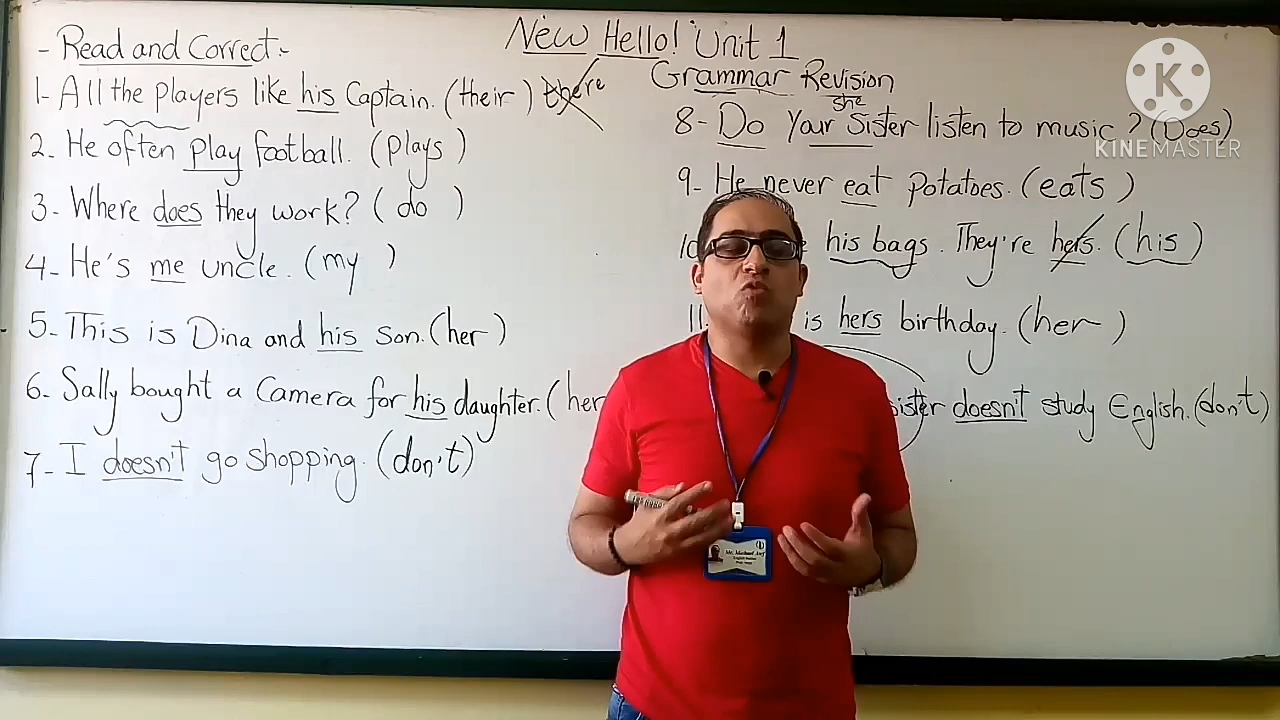 New Hello! Unit 1
- Read and Correct:-
1- All the players like his Captain. (their) there
2- He often play football. (plays)
3- Where does they work? (do)
4- He's me uncle. (my)
5- This is Dina and his son. (her)
6- Sally bought a Camera for his daughter. (her
7- I doesn't go shopping. (don't)
Grammar Revision
she
8- Do your sister listen to music? (Does)
9- He never eat potatoes. (eats)
10 his bags. They're hers. (his)
11. is hers birthday. (her)
sister doesn't study English. (don't)
K
KINEMASTER
Mr. Michael